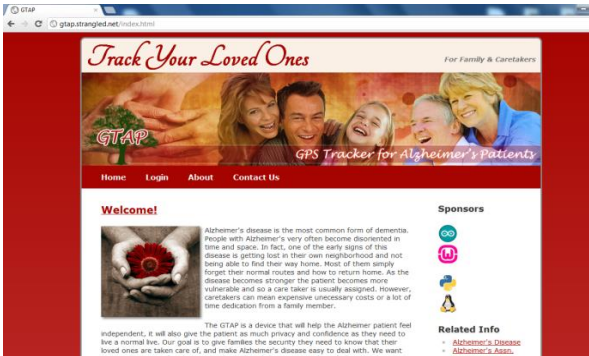 GTAP
gtap.strangled.net/index.html
Track Your Loved Ones
For Family & Caretakers
GTAP
GPS Tracker for Alzheimer's Patients
Home Login About Contact Us
Welcome!
Alzheimer's disease is the most common form of dementia.
People with Alzheimer's very often become disoriented in
time and space. In fact, one of the early signs of this
disease is getting lost in their own neighborhood and not
being able to find their way home. Most of them simply
forget their normal routes and how to return home. As the
disease becomes stronger the patient becomes more
vulnerable and so a care taker is usually assigned. However,
caretakers can mean expensive unecessary costs or a lot of
time dedication from a family member.
The GTAP is a device that will help the Alzheimer patient feel
independent, it will also give the patient as much privacy and confidence as they need to
live a normal live. Our goal is to give families the security they need to know that their
loved ones are taken care of, and make Alzheimer's disease easy to deal with. We want
Sponsors
Related Info
Alzheimer's Disease
Alzheimer's Assn.